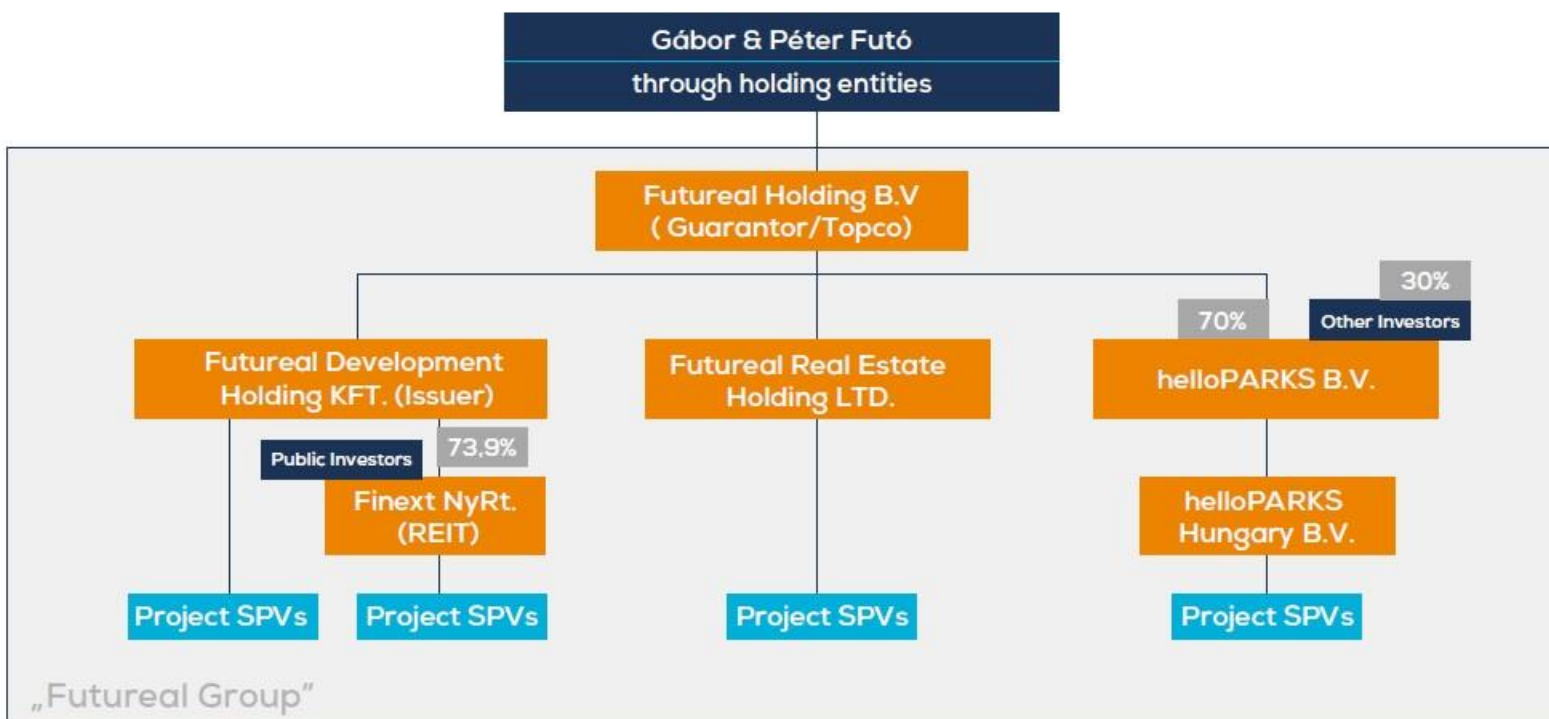 Gábor & Péter Futó
through holding entities
Futureal Holding B.V
( Guarantor/Topco)
30%
70%
Other Investors
Futureal Development
Holding KFT. (Issuer)
Futureal Real Estate
Holding LTD.
helloPARKS B.V.
Public Investors
73,9%
Finext NyRt.
(REIT)
helloPARKS
Hungary B.V.
Project SPVs
Project SPVs
Project SPVs
Project SPVs
„Futureal Group”